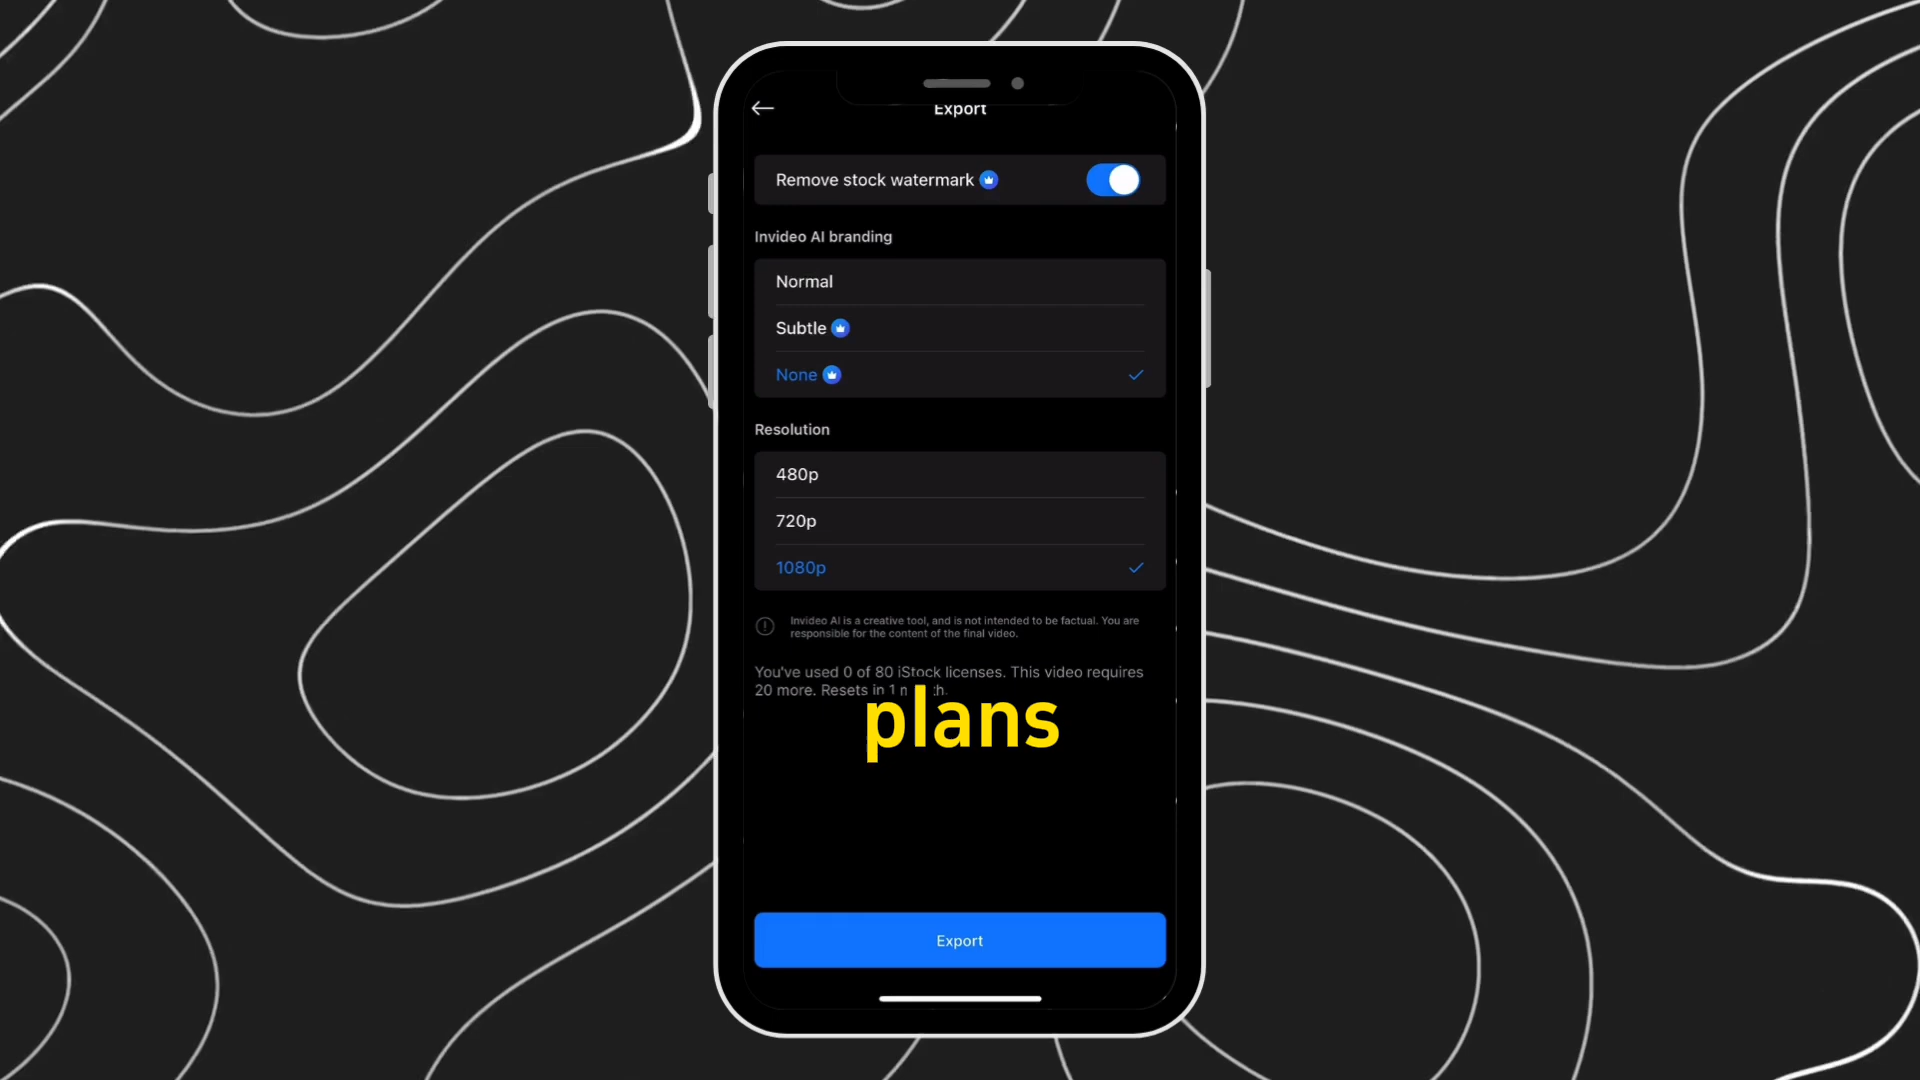 Export
Remove stock watermark
Invideo AI branding
Normal
Subtle
None
Resolution
480p
720p
1080p
Invideo AI is a creative tool, and is not intended to be factual. You are
responsible for the content of the final video.
You've used 0 of 80 iStock licenses. This video requires
20 more. Resets in 1
plans
Export